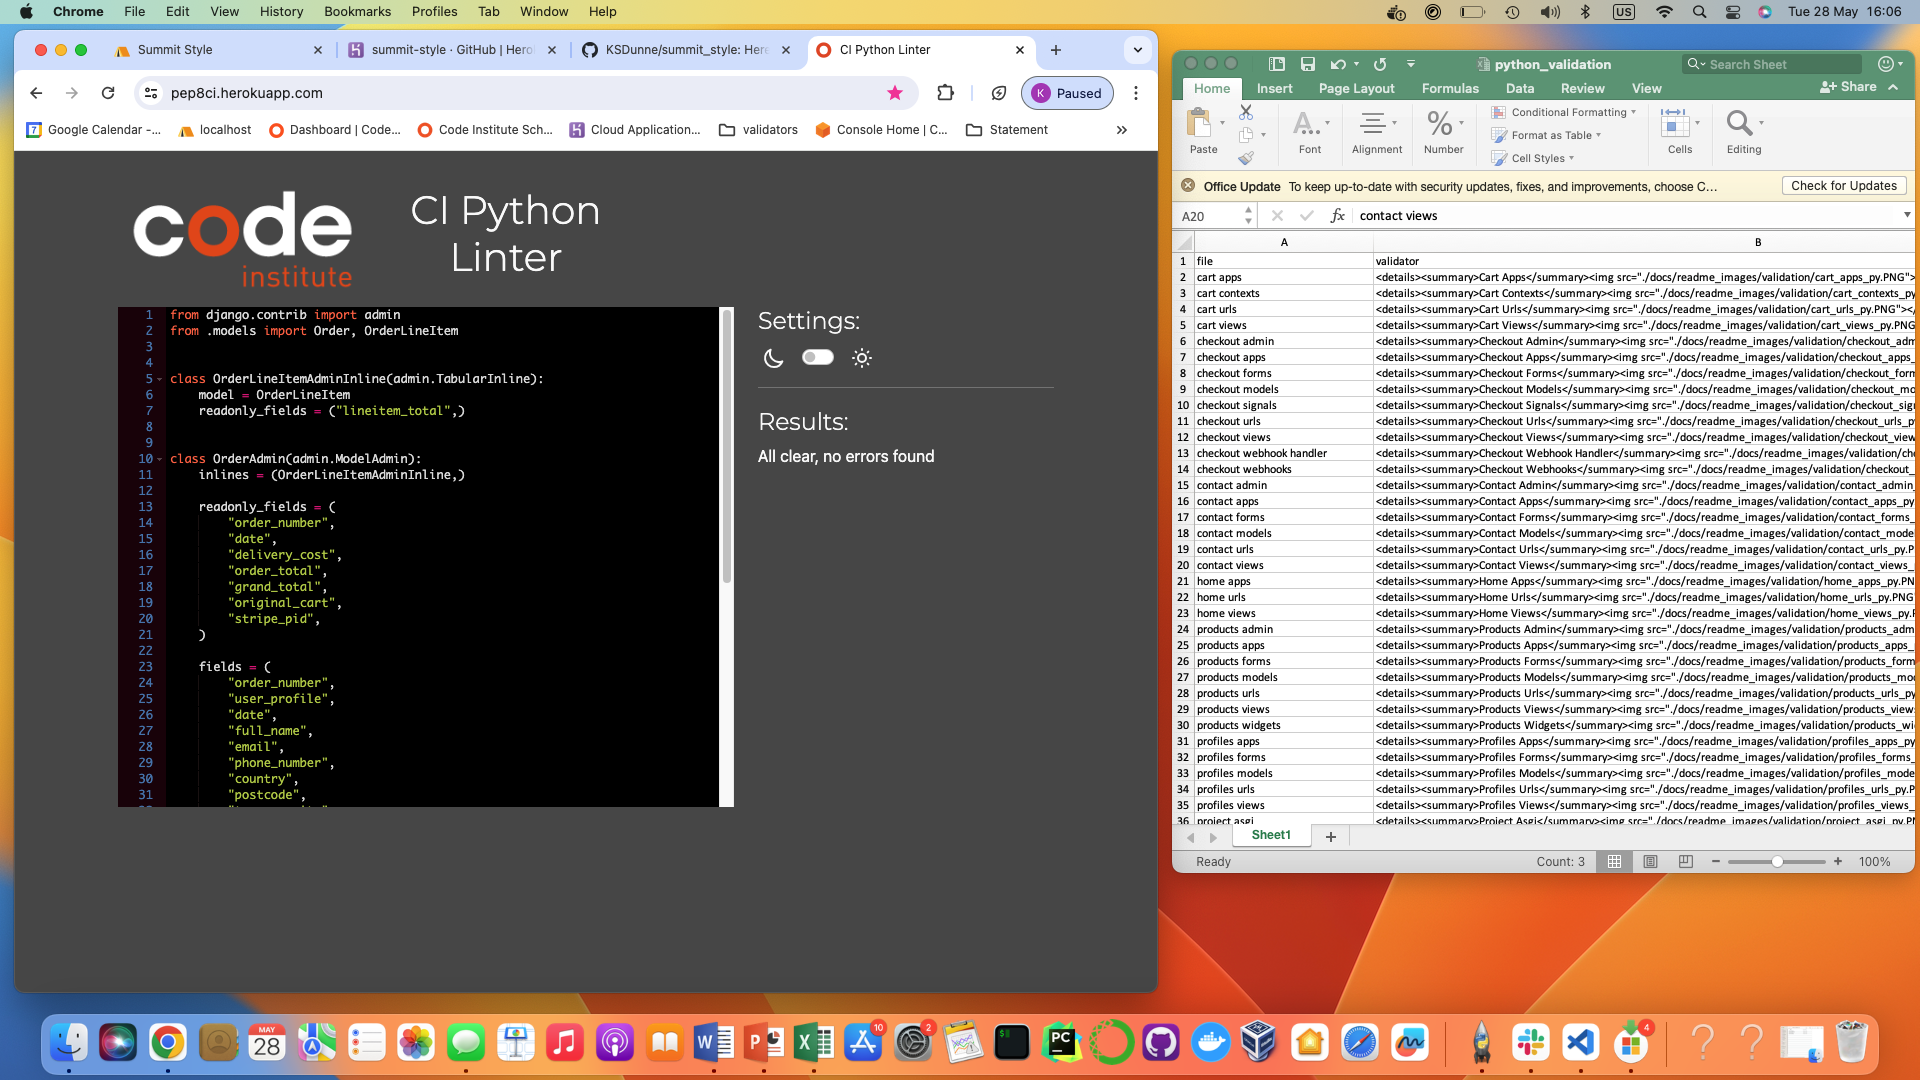 Chrome File Edit View History Bookmarks Profiles Tab Window Help
US Tue 28 May 16:06
Summit Style
summit-style · GitHub | Hero
KSDunne/summit_style: Her
CI Python Linter
pep8ci.herokuapp.com
K Paused
Google Calendar -...
localhost
Dashboard | Code...
Code Institute Sch...
Cloud Application...
validators
Console Home | C...
Statement
code
institute
CI Python
Linter
1 from django.contrib import admin
2 from .models import Order, OrderLineItem
3
4
5 class OrderLineItemAdminInline(admin.TabularInline):
6 model = OrderLineItem
7 readonly_fields = ("lineitem_total",)
8
9
10 class OrderAdmin(admin.ModelAdmin):
11 inlines = (OrderLineItemAdminInline,)
12
13 readonly_fields = (
14 "order_number",
15 "date",
16 "delivery_cost",
17 "order_total",
18 "grand_total",
19 "original_cart",
20 "stripe_pid",
21 )
22
23 fields = (
24 "order_number",
25 "user_profile",
26 "date",
27 "full_name",
28 "email",
29 "phone_number",
30 "country",
31 "postcode",
Settings:
Results:
All clear, no errors found
python_validation
Search Sheet
Home Insert Page Layout Formulas Data Review View
Share
Paste
Font
Alignment
%
Number
Conditional Formatting
Format as Table
Cell Styles
Cells
Editing
Office Update To keep up-to-date with security updates, fixes, and improvements, choose C...
Check for Updates
A20 fx contact views
A B
1 file validator
2 cart apps <details><summary>Cart Apps</summary><img src="./docs/readme_images/validation/cart_apps_py.PNG">
3 cart contexts <details><summary>Cart Contexts</summary><img src="./docs/readme_images/validation/cart_contexts_py
4 cart urls <details><summary>Cart Urls</summary><img src="./docs/readme_images/validation/cart_urls_py.PNG"></
5 cart views <details><summary>Cart Views</summary><img src="./docs/readme_images/validation/cart_views_py.PNG
6 checkout admin <details><summary>Checkout Admin</summary><img src="./docs/readme_images/validation/checkout_adm
7 checkout apps <details><summary>Checkout Apps</summary><img src="./docs/readme_images/validation/checkout_apps_
8 checkout forms <details><summary>Checkout Forms</summary><img src="./docs/readme_images/validation/checkout_forn
9 checkout models <details><summary>Checkout Models</summary><img src="./docs/readme_images/validation/checkout_mo
10 checkout signals <details><summary>Checkout Signals</summary><img src="./docs/readme_images/validation/checkout_sig
11 checkout urls <details><summary>Checkout Urls</summary><img src="./docs/readme_images/validation/checkout_urls_p
12 checkout views <details><summary>Checkout Views</summary><img src="./docs/readme_images/validation/checkout_view
13 checkout webhook handler <details><summary>Checkout Webhook Handler</summary><img src="./docs/readme_images/validation/che
14 checkout webhooks <details><summary>Checkout Webhooks</summary><img src="./docs/readme_images/validation/checkout_
15 contact admin <details><summary>Contact Admin</summary><img src="./docs/readme_images/validation/contact_admin_
16 contact apps <details><summary>Contact Apps</summary><img src="./docs/readme_images/validation/contact_apps_py
17 contact forms <details><summary>Contact Forms</summary><img src="./docs/readme_images/validation/contact_forms_
18 contact models <details><summary>Contact Models</summary><img src="./docs/readme_images/validation/contact_mode
19 contact urls <details><summary>Contact Urls</summary><img src="./docs/readme_images/validation/contact_urls_py.P
20 contact views <details><summary>Contact Views</summary><img src="./docs/readme_images/validation/contact_views_
21 home apps <details><summary>Home Apps</summary><img src="./docs/readme_images/validation/home_apps_py.PN
22 home urls <details><summary>Home Urls</summary><img src="./docs/readme_images/validation/home_urls_py.PNG
23 home views <details><summary>Home Views</summary><img src="./docs/readme_images/validation/home_views_py.F
24 products admin <details><summary>Products Admin</summary><img src="./docs/readme_images/validation/products_adm
25 products apps <details><summary>Products Apps</summary><img src="./docs/readme_images/validation/products_apps_
26 products forms <details><summary>Products Forms</summary><img src="./docs/readme_images/validation/products_form
27 products models <details><summary>Products Models</summary><img src="./docs/readme_images/validation/products_mod
28 products urls <details><summary>Products Urls</summary><img src="./docs/readme_images/validation/products_urls_py
29 products views <details><summary>Products Views</summary><img src="./docs/readme_images/validation/products_view
30 products widgets <details><summary>Products Widgets</summary><img src="./docs/readme_images/validation/products_wi
31 profiles apps <details><summary>Profiles Apps</summary><img src="./docs/readme_images/validation/profiles_apps_py
32 profiles forms <details><summary>Profiles Forms</summary><img src="./docs/readme_images/validation/profiles_forms_
33 profiles models <details><summary>Profiles Models</summary><img src="./docs/readme_images/validation/profiles_mode
34 profiles urls <details><summary>Profiles Urls</summary><img src="./docs/readme_images/validation/profiles_urls_py.P
35 profiles views <details><summary>Profiles Views</summary><img src="./docs/readme_images/validation/profiles_views_
36 project asgi <details><summary>Project Asgi</summary><img src="./docs/readme_images/validation/project_asgi_py.PN
Sheet1
Ready Count: 3 100%
MAY
28
W
P
X
10
2
PC
4